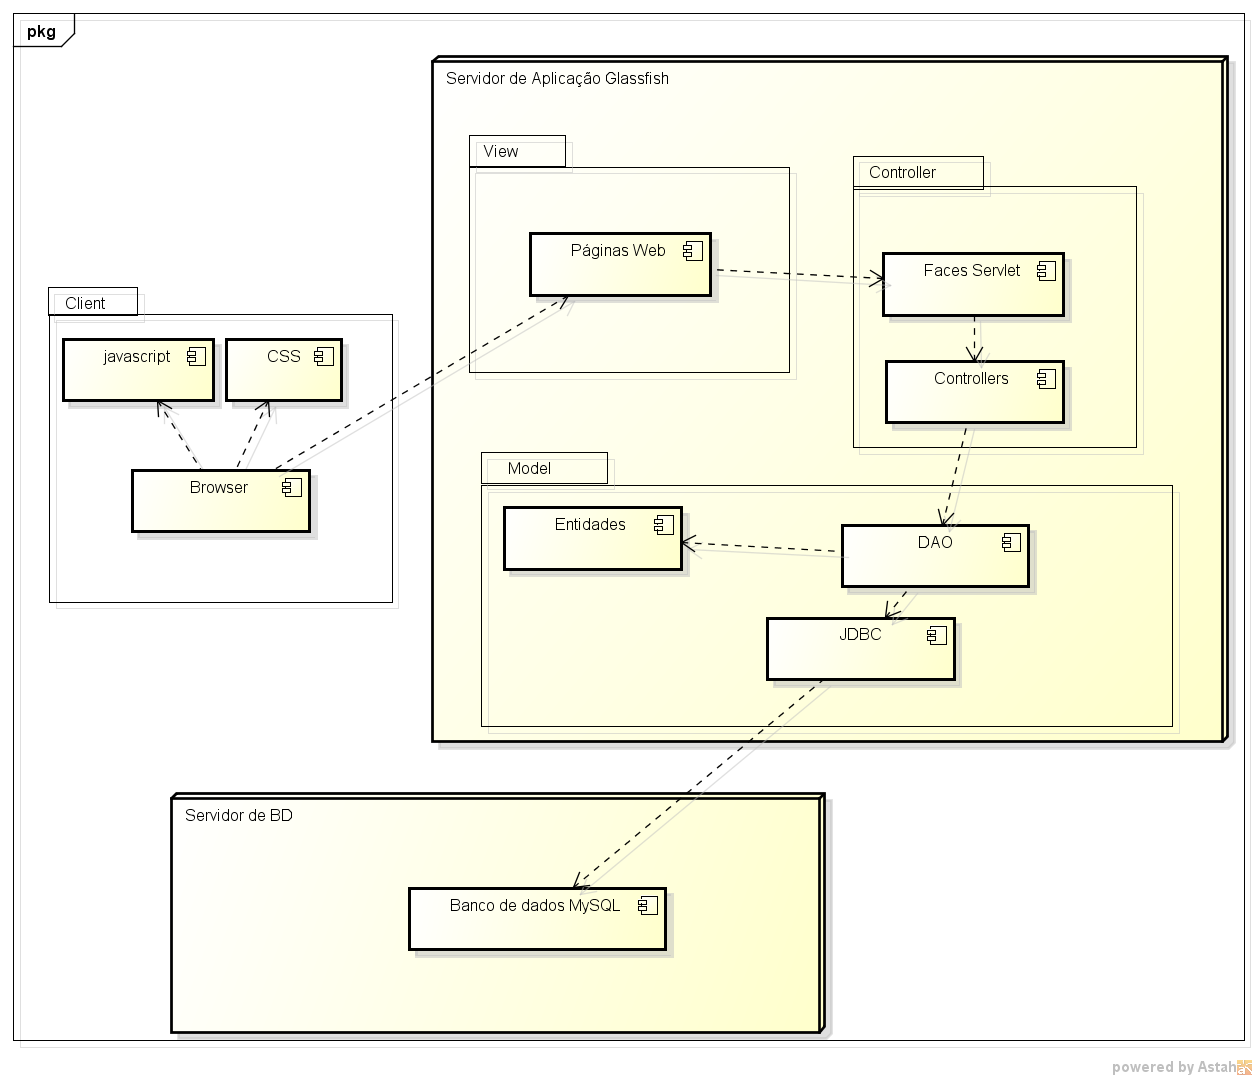 pkg
Servidor de Aplicação Glassfish
View
Controller
Páginas Web
Faces Servlet
Client
javascript
CSS
Controllers
Browser
Model
Entidades
DAO
JDBC
Servidor de BD
Banco de dados MySQL
powered by Astah